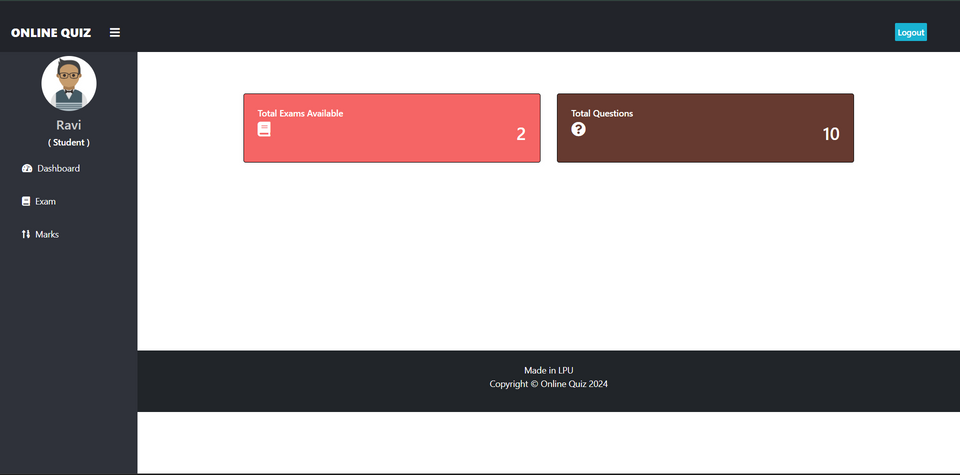 ONLINE QUIZ
Logout
Ravi
( Student )
Dashboard
Exam
Marks
Total Exams Available
2
Total Questions
10
Made in LPU
Copyright © Online Quiz 2024